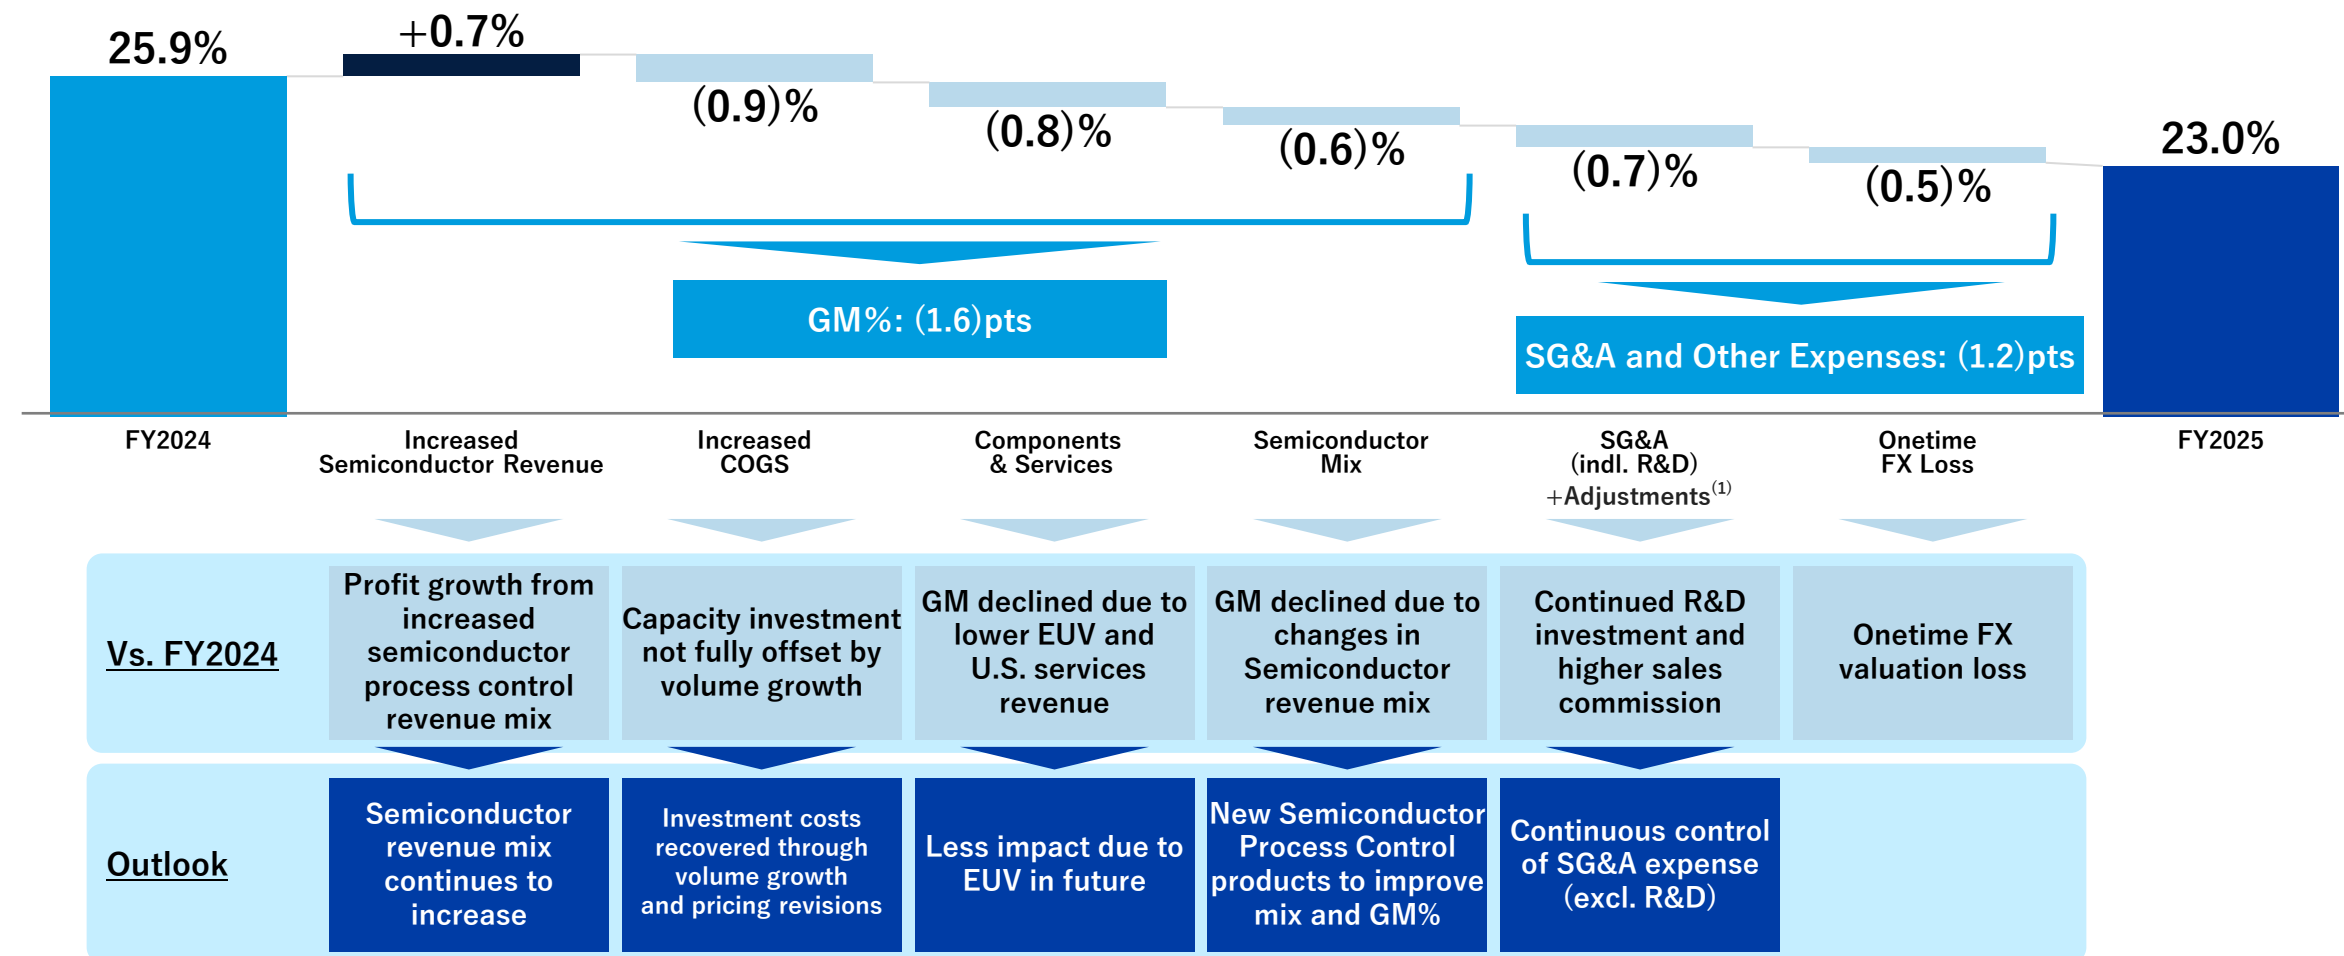 25.9%
+0.7%
(0.9)%
(0.8)%
(0.6)%
(0.7)%
(0.5)%
23.0%
GM%: (1.6)pts
SG&A and Other Expenses: (1.2)pts
FY2024
Increased
Semiconductor Revenue
Increased
COGS
Components
& Services
Semiconductor
Mix
SG&A
(indl. R&D)
+Adjustments(1)
Onetime
FX Loss
FY2025
Vs. FY2024
Profit growth from
increased
semiconductor
process control
revenue mix
Capacity investment
not fully offset by
volume growth
GM declined due to
lower EUV and
U.S. services
revenue
GM declined due to
changes in
Semiconductor
revenue mix
Continued R&D
investment and
higher sales
commission
Onetime FX
valuation loss
Outlook
Semiconductor
revenue mix
continues to
increase
Investment costs
recovered through
volume growth
and pricing revisions
Less impact due to
EUV in future
New Semiconductor
Process Control
products to improve
mix and GM%
Continuous control
of SG&A expense
(excl. R&D)